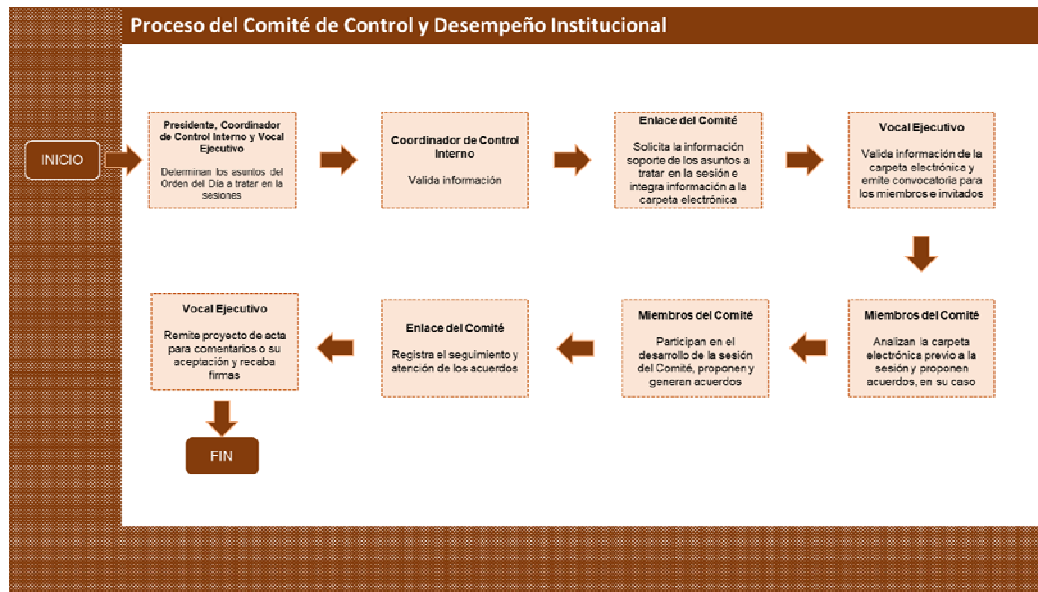 Proceso del Comité de Control y Desempeño Institucional
INICIO
Presidente, Coordinador
de Control Interno y Vocal
Ejecutivo
Determinan los asuntos del
Orden del Día a tratar en la
sesiones
Coordinador de Control
Interno
Valida información
Enlace del Comité
Solicita la información
soporte de los asuntos a
tratar en la sesión e
integra información a la
carpeta electrónica
Vocal Ejecutivo
Valida información de la
carpeta electrónica y
emite convocatoria para
los miembros e invitados
Miembros del Comité
Analizan la carpeta
electrónica previo a la
sesión y proponen
acuerdos, en su caso
Miembros del Comité
Participan en el
desarrollo de la sesión
del Comité, proponen y
generan acuerdos
Enlace del Comité
Registra el seguimiento y
atención de los acuerdos
Vocal Ejecutivo
Remite proyecto de acta
para comentarios o su
aceptación y recaba
firmas
FIN